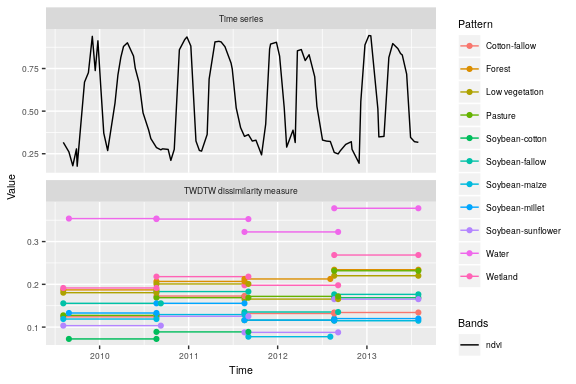 Time series
0.75
0.50
0.25
Value
TWDTW dissimilarity measure
0.3
0.2
0.1
2010
2011
2012
2013
Time
Pattern
Cotton-fallow
Forest
Low vegetation
Pasture
Soybean-cotton
Soybean-fallow
Soybean-maize
Soybean-millet
Soybean-sunflower
Water
Wetland
Bands
ndvi